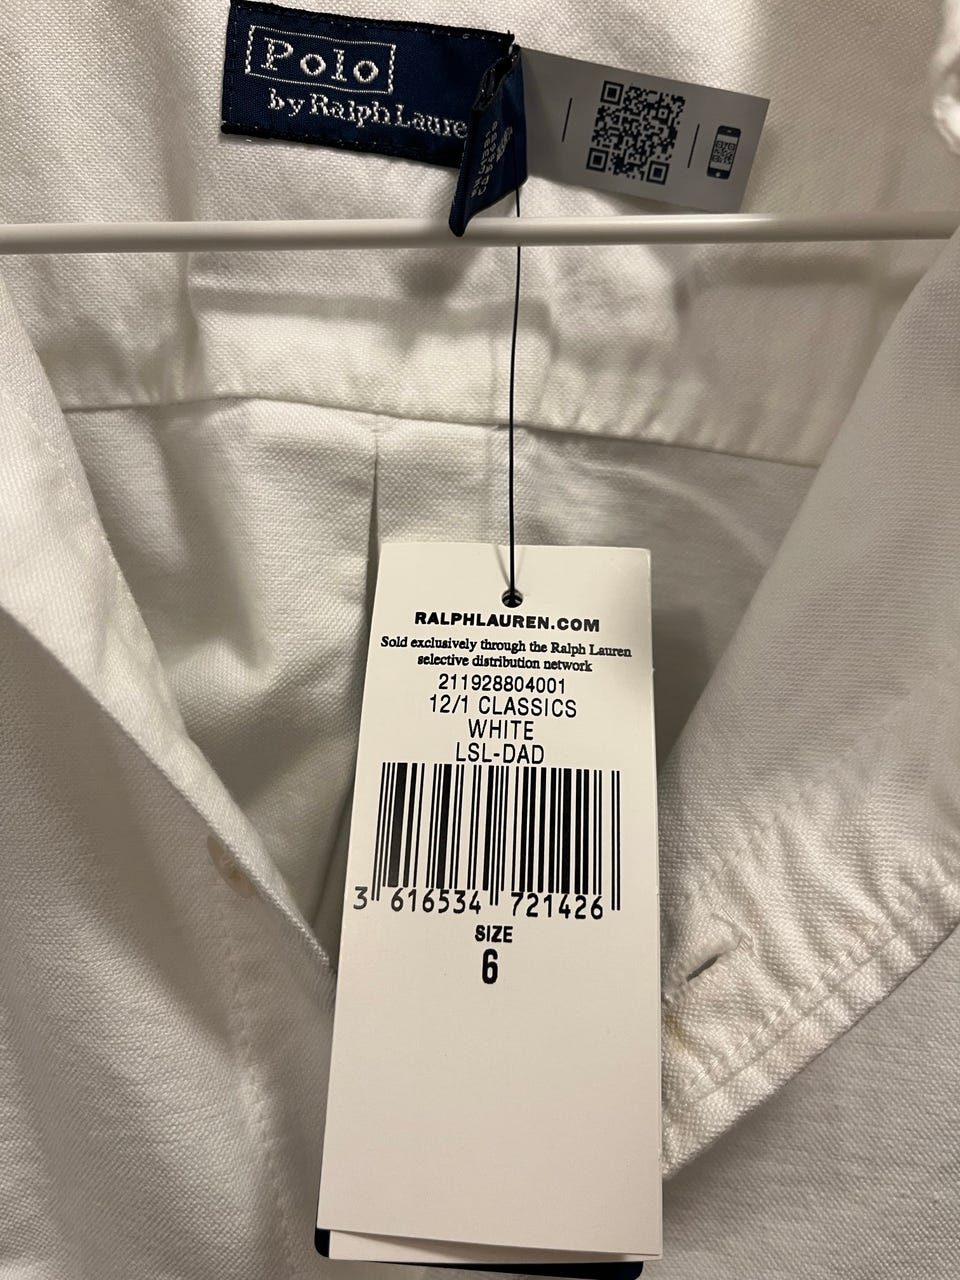 Polo
by Ralph Laure
RALPHLAUREN.COM
Sold exclusively through the Ralph Lauren
selective distribution network
211928804001
12/1 CLASSICS
WHITE
LSL-DAD
3 616534 721426
SIZE
6